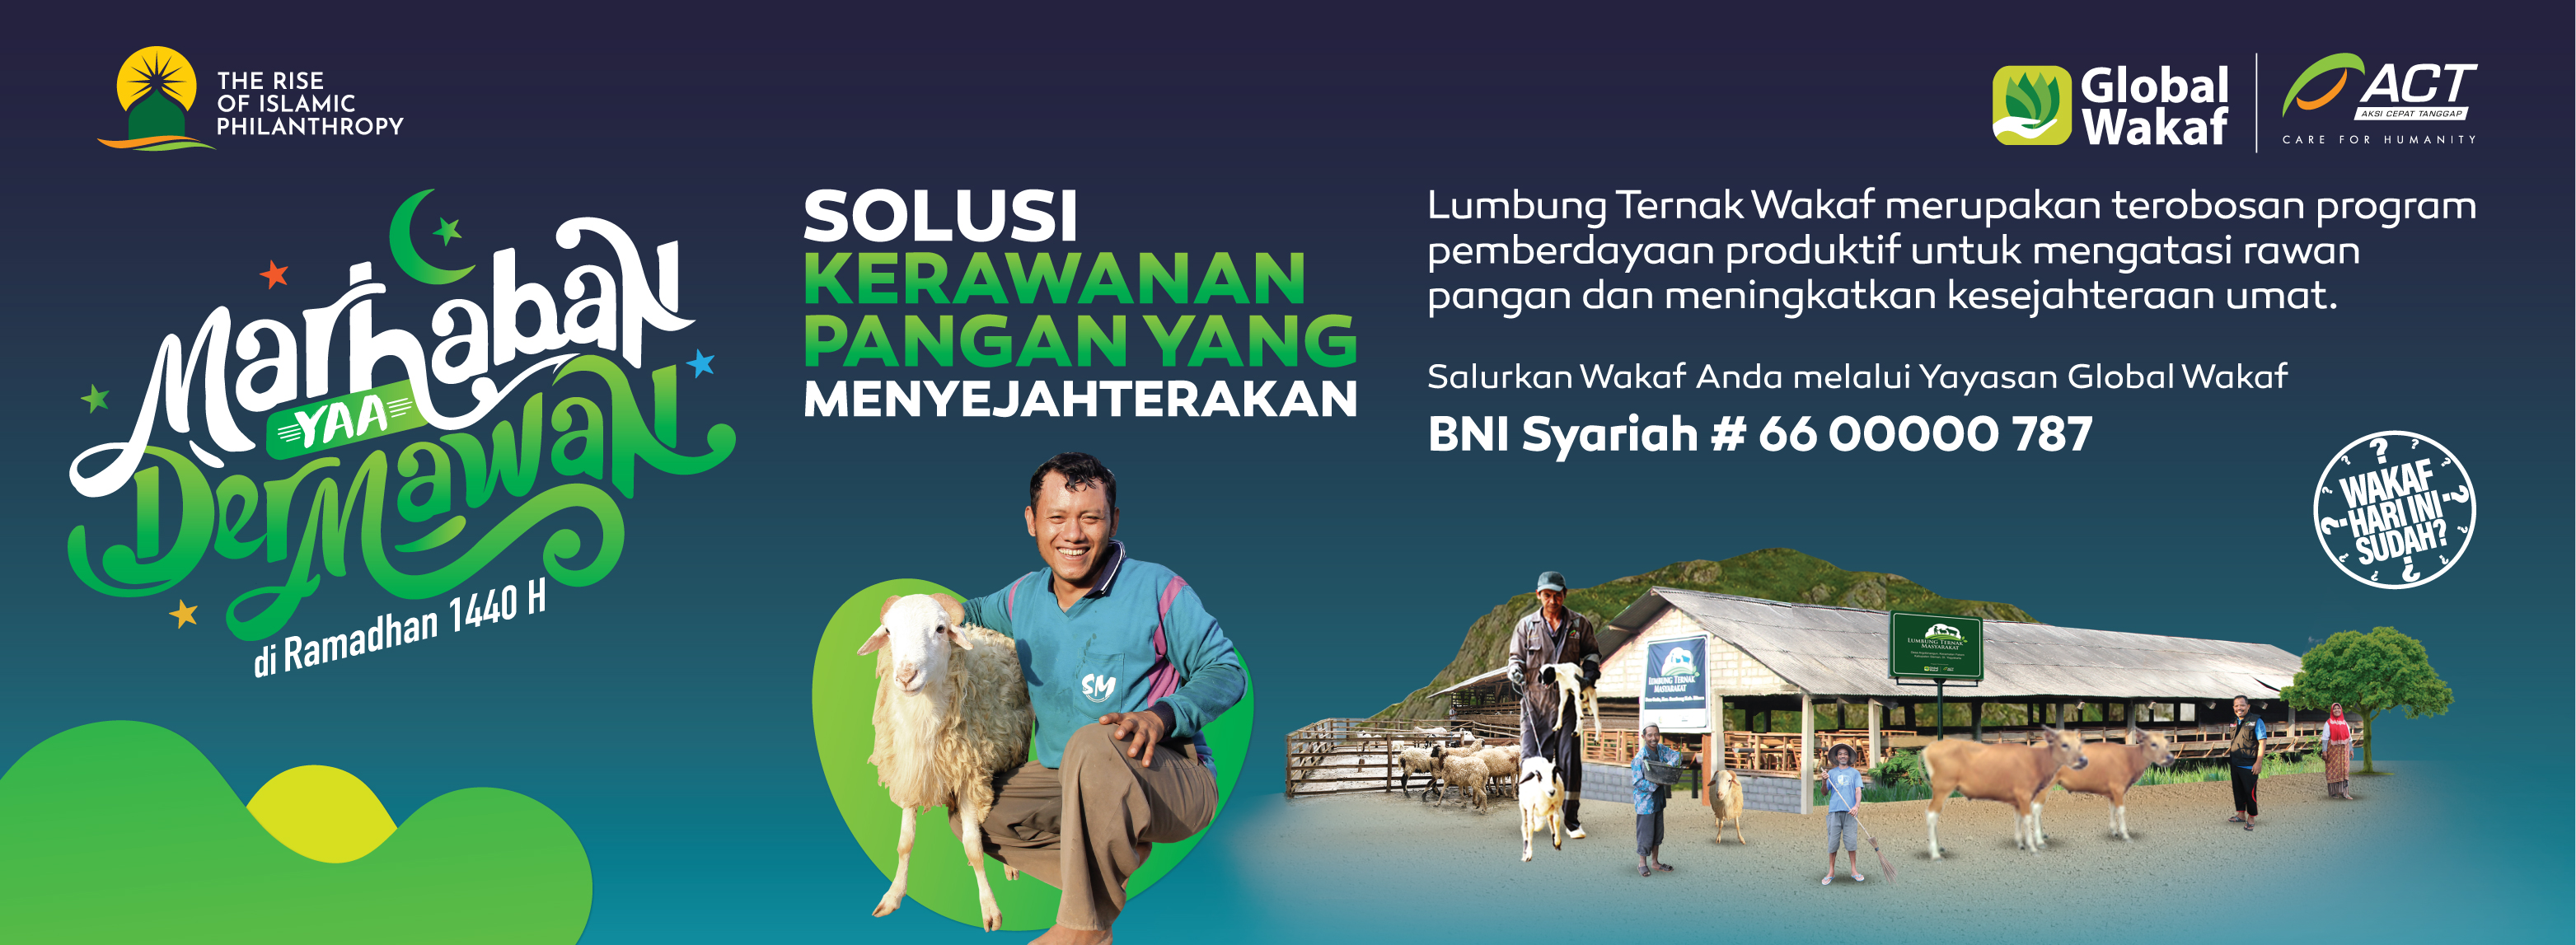 THE RISE
OF ISLAMIC
PHILANTHROPY
Global
Wakaf
ACT
AKSI CEPAT TANGGAP
CARE FOR HUMANITY
Marhaban
YAA
Dermawan
di Ramadhan 1440 H
SOLUSI
KERAWANAN
PANGAN YANG
MENYEJAHTERAKAN
Lumbung Ternak Wakaf merupakan terobosan program
pemberdayaan produktif untuk mengatasi rawan
pangan dan meningkatkan kesejahteraan umat.
Salurkan Wakaf Anda melalui Yayasan Global Wakaf
BNI Syariah # 66 00000 787
WAKAF
HARI INI
SUDAH?
SM
LUMBUNG TERNAK
MASYARAKAT
LUMBUNG TERNAK
MASYARAKAT